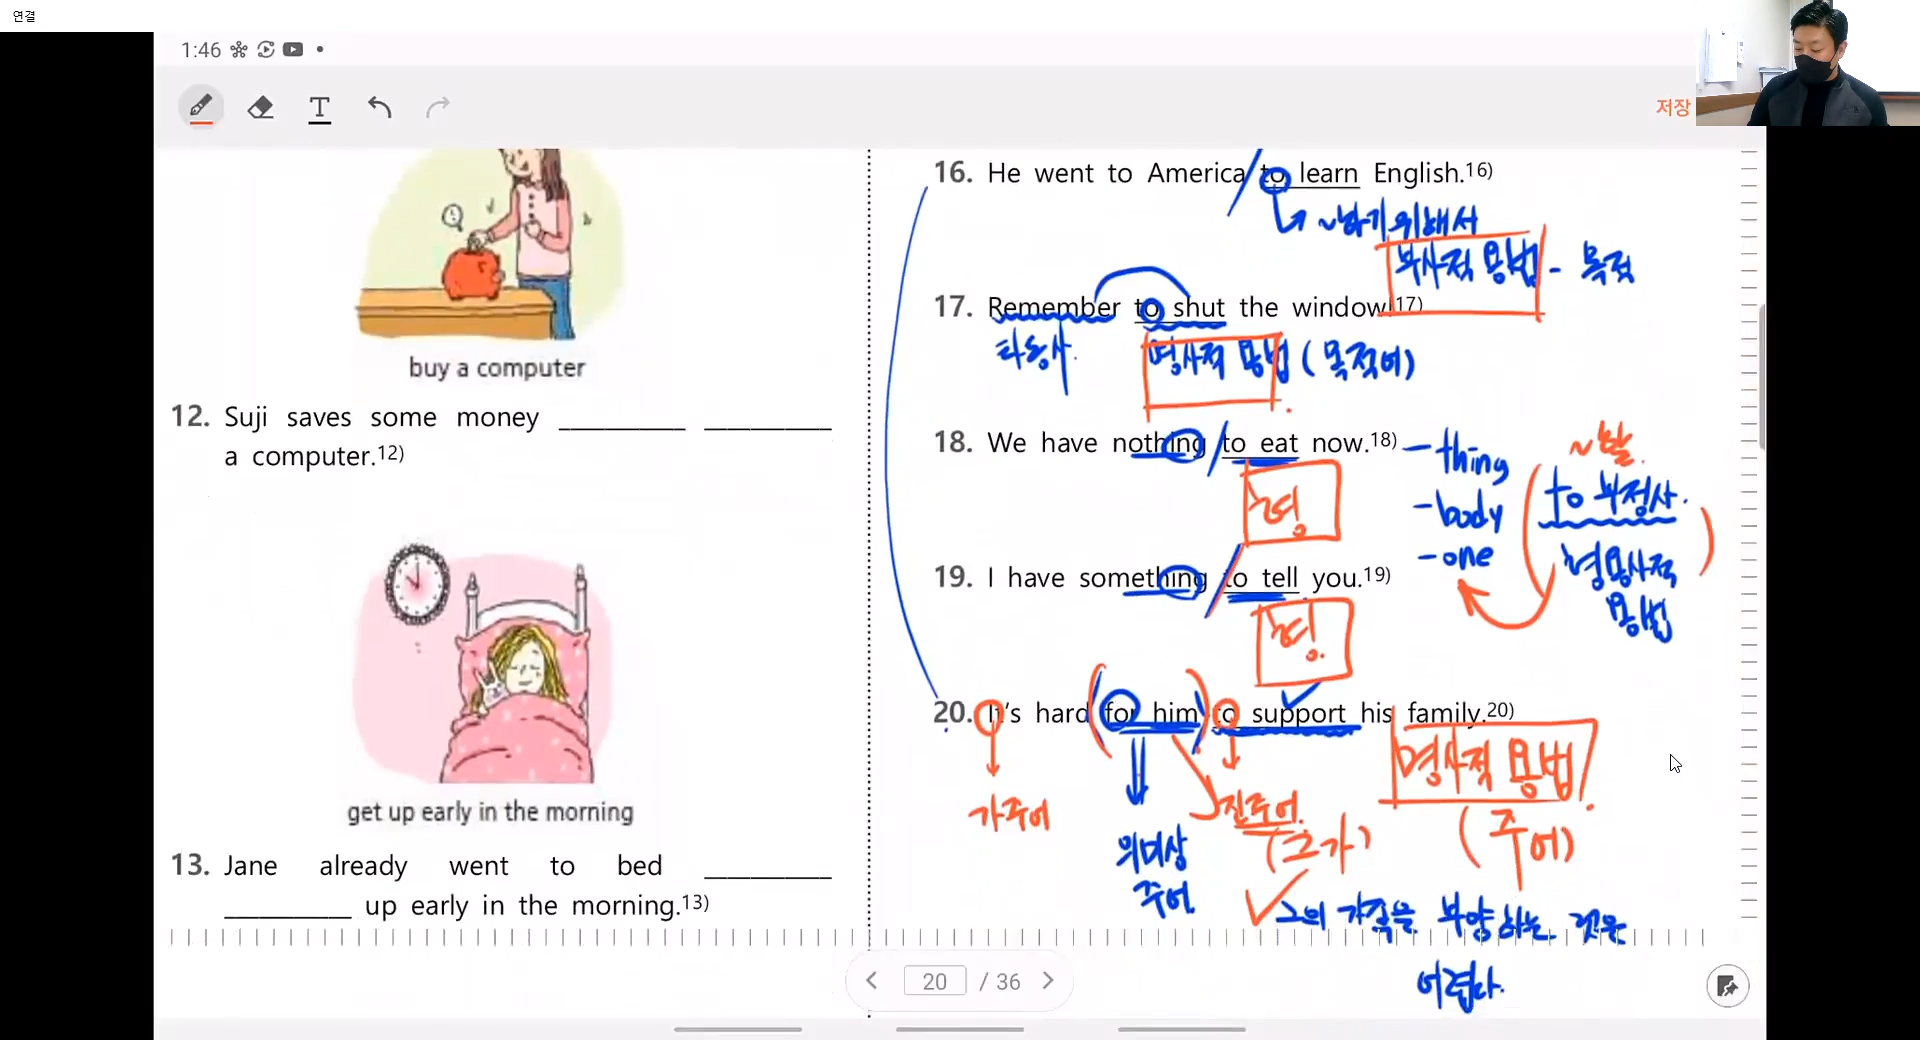 연결
1:46
T
저장
buy a computer
12. Suji saves some money ________ ________
a computer.12)
get up early in the morning
13. Jane already went to bed ________
________ up early in the morning.13)
16. He went to America / to learn English.16)
~하기 위해서
부사적 용법 - 목적
17. Remember to shut the window!17)
타동사.
명사적 용법 (목적어)
18. We have nothing / to eat now.18)
-thing
-body
-one
~할.
to 부정사.
형용사적
용법
형
19. I have something / to tell you.19)
형.
20. It's hard (for him) to support his family.20)
가주어
의미상
주어
진주어.
(그가)
명사적 용법
(주어)
그의 가족을 부양하는 것은
어렵다.
20 / 36